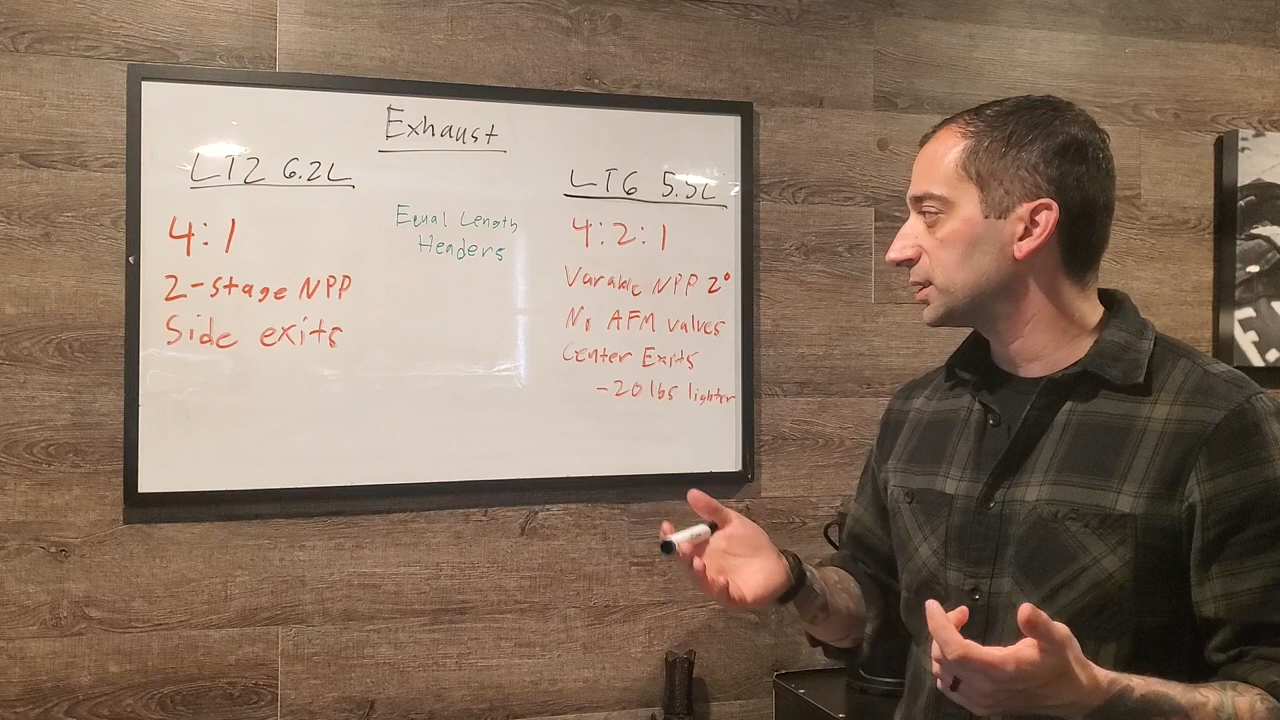 Exhaust
LT2 6.2L
4:1
2-stage NPP
Side exits
Equal Length
Headers
LT6 5.5L
4:2:1
Variable NPP 2°
No AFM valves
Center Exits
-20 lbs lighter